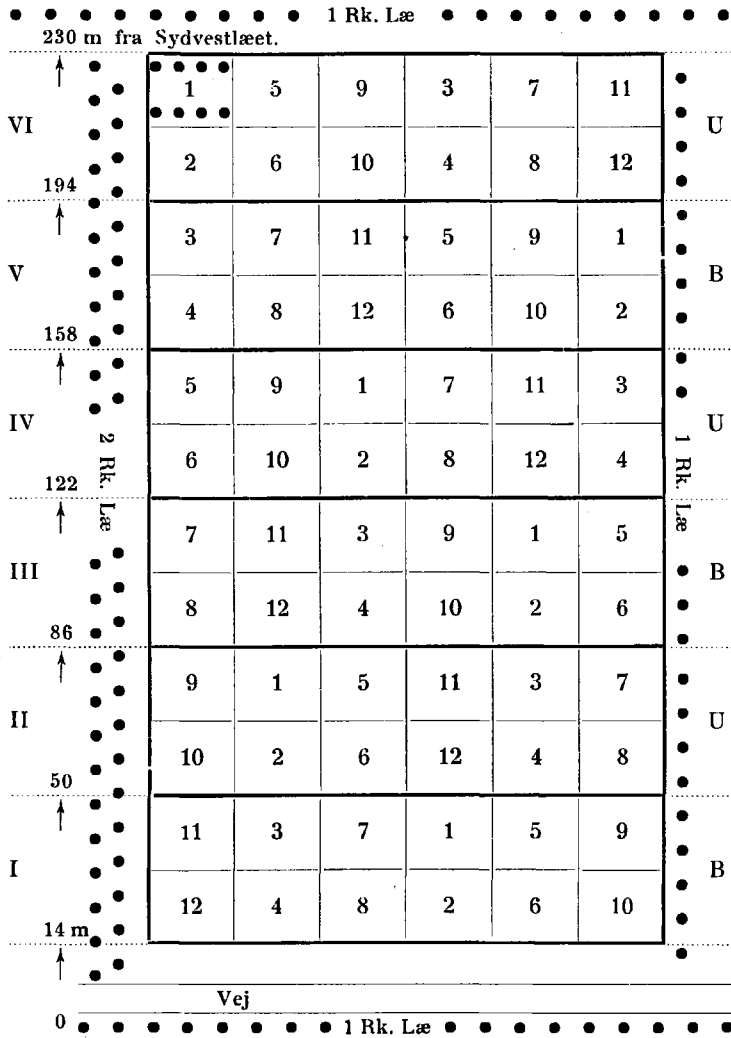 1 Rk. Læ
230 m fra Sydvestlæet.
1 5 9 3 7 11
VI U
2 6 10 4 8 12
194
3 7 11 5 9 1
V B
4 8 12 6 10 2
158
5 9 1 7 11 3
IV U
6 10 2 8 12 4
122
2 Rk. Læ
1 Rk. Læ
7 11 3 9 1 5
III B
8 12 4 10 2 6
86
9 1 5 11 3 7
II U
10 2 6 12 4 8
50
11 3 7 1 5 9
I B
12 4 8 2 6 10
14 m
Vej
0
1 Rk. Læ